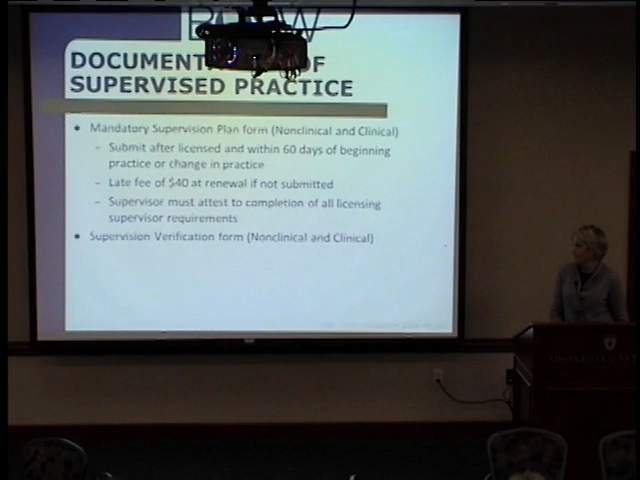 DOCUMENT OF
SUPERVISED PRACTICE
• Mandatory Supervision Plan form (Nonclinical and Clinical)
– Submit after licensed and within 60 days of beginning
practice or change in practice
– Late fee of $40 at renewal if not submitted
– Supervisor must attest to completion of all licensing
supervisor requirements
• Supervision Verification form (Nonclinical and Clinical)